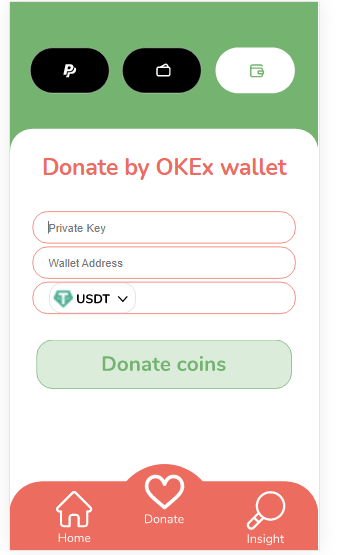 Donate by OKEx wallet
Private Key
Wallet Address
USDT
Donate coins
Home
Donate
Insight